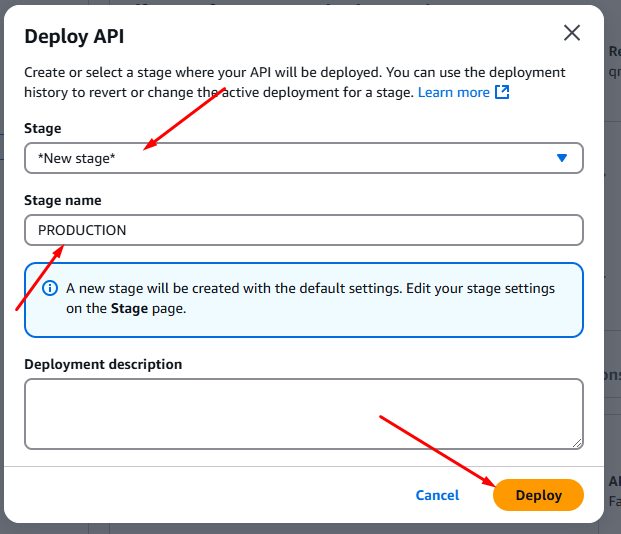 Deploy API
Create or select a stage where your API will be deployed. You can use the deployment
history to revert or change the active deployment for a stage. Learn more
Stage
*New stage*
Stage name
PRODUCTION
A new stage will be created with the default settings. Edit your stage settings
on the Stage page.
Deployment description
Cancel
Deploy